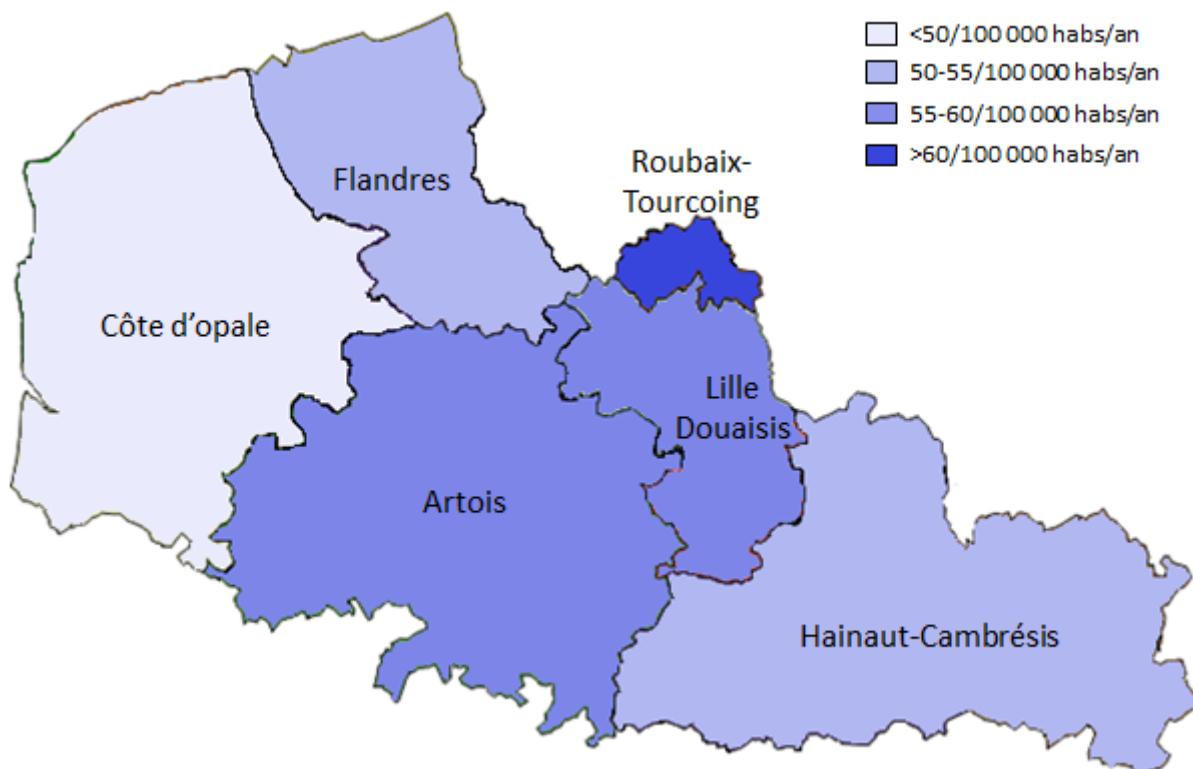 <50/100 000 habs/an
50-55/100 000 habs/an
55-60/100 000 habs/an
>60/100 000 habs/an
Roubaix-
Tourcoing
Flandres
Côte d'opale
Lille
Douaisis
Artois
Hainaut-Cambrésis